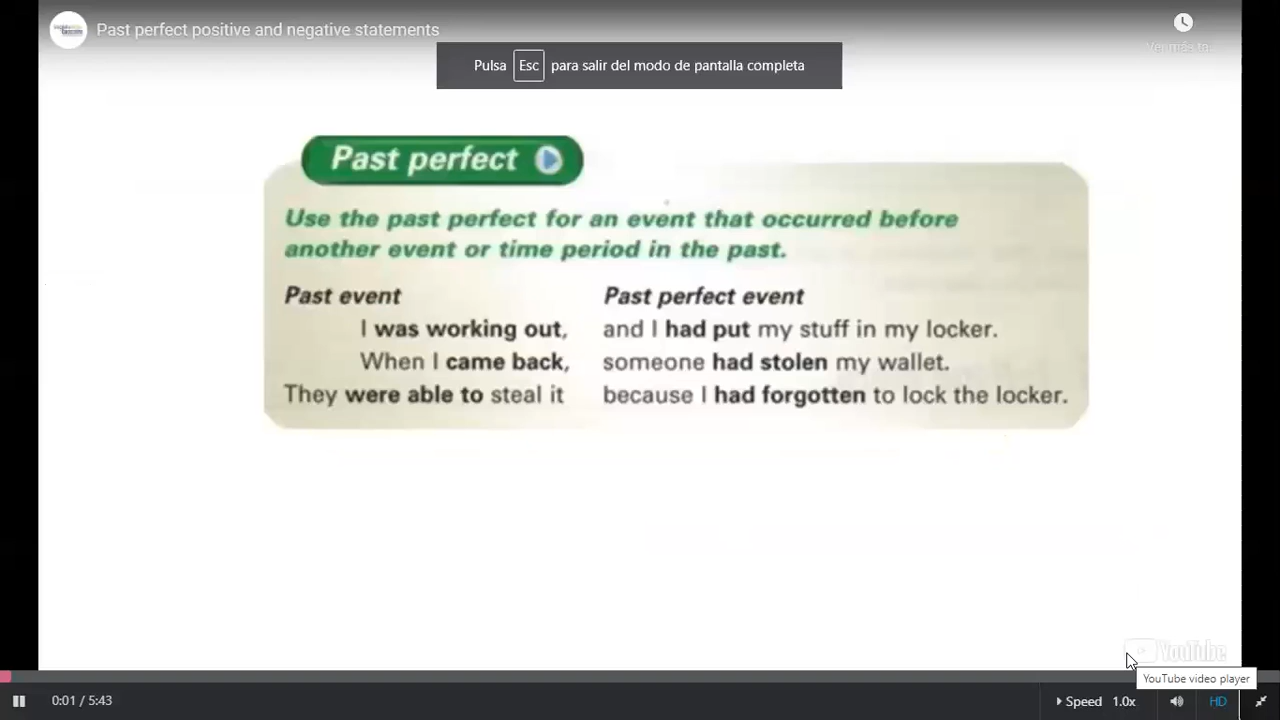 Past perfect positive and negative statements
Pulsa Esc para salir del modo de pantalla completa
Ver más ta
Past perfect
Use the past perfect for an event that occurred before
another event or time period in the past.
Past event Past perfect event
I was working out, and I had put my stuff in my locker.
When I came back, someone had stolen my wallet.
They were able to steal it because I had forgotten to lock the locker.
YouTube
YouTube video player
0:01 / 5:43 Speed 1.0x HD